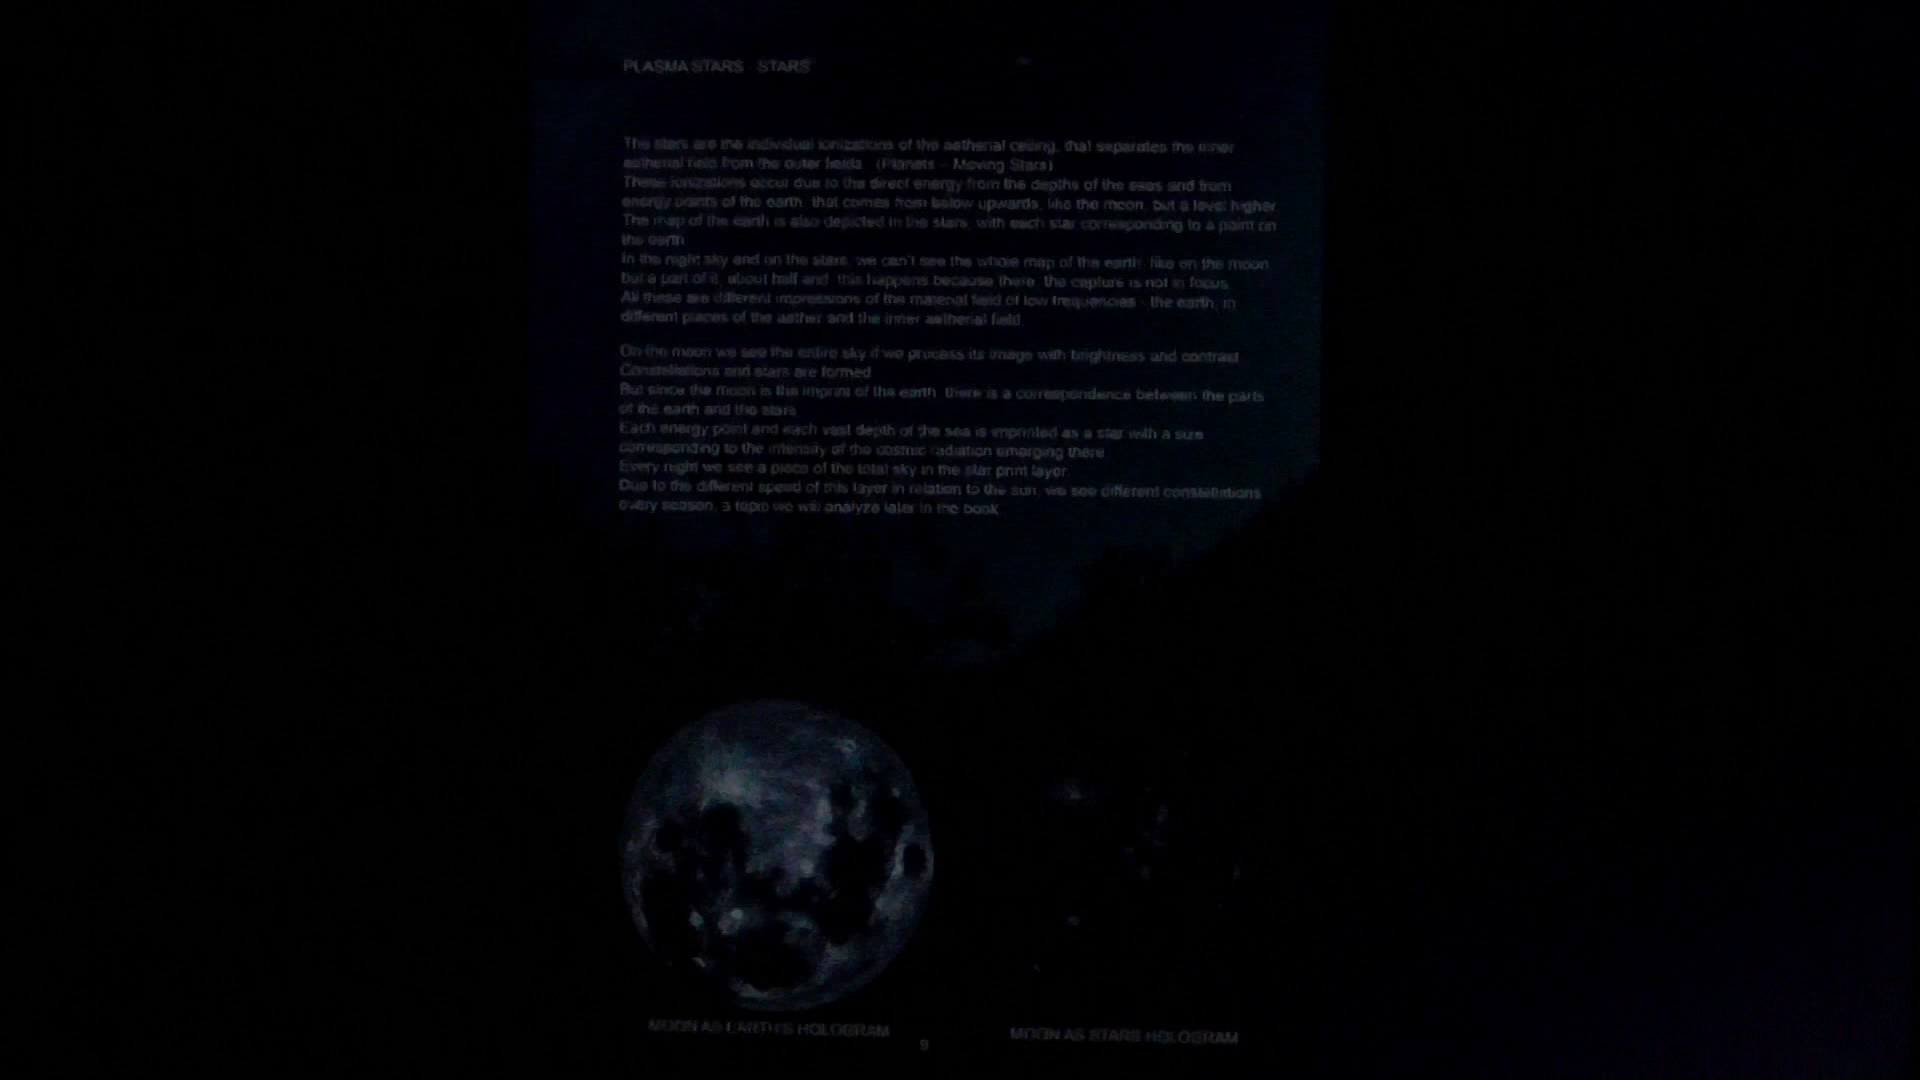 PLASMA STARS - STARS
The stars are the individual ionizations of the aetherial ceiling, that separates the inner
aetherial field from the outer fields. (Planets - Moving Stars)
These ionizations occur due to the direct energy from the depths of the seas and from
energy points of the earth, that comes from below upwards, like the moon, but a level higher.
The map of the earth is also depicted in the stars, with each star corresponding to a point on
the earth.
In the night sky and on the stars, we can't see the whole map of the earth, like on the moon,
but a part of it, about half and, this happens because there, the capture is not in focus.
All these are different impressions of the material field of low frequencies - the earth, in
different places of the aether and the inner aetherial field.
On the moon we see the entire sky if we process its image with brightness and contrast.
Constellations and stars are formed.
But since the moon is the imprint of the earth, there is a correspondence between the parts
of the earth and the stars.
Each energy point and each vast depth of the sea is imprinted as a star with a size
corresponding to the intensity of the cosmic radiation emerging there.
Every night we see a piece of the total sky in the star print layer.
Due to the different speed of this layer in relation to the sun, we see different constellations
every season, a topic we will analyze later in the book.
MOON AS EARTH'S HOLOGRAM
MOON AS STARS HOLOGRAM
9